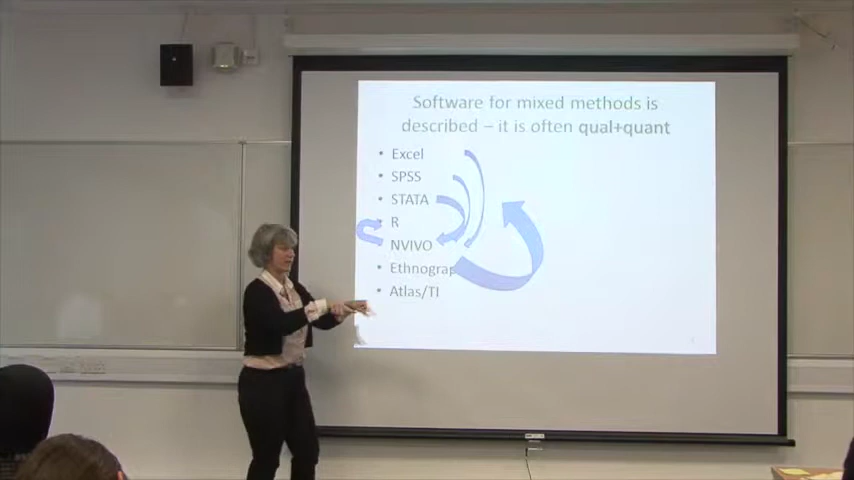 Software for mixed methods is
described – it is often qual+quant
• Excel
• SPSS
• STATA
• R
• NVIVO
• Ethnograp
• Atlas/TI